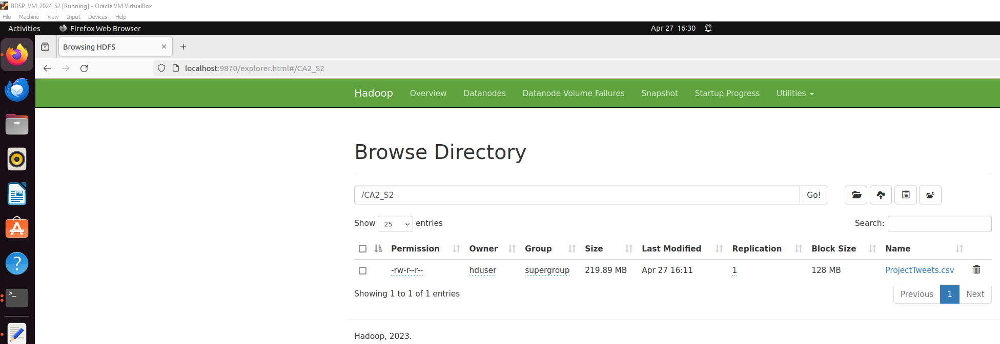 BDSP_VM_2024_S2 [Running] - Oracle VM VirtualBox
File Machine View Input Devices Help
Activities Firefox Web Browser Apr 27 16:30
Browsing HDFS
localhost:9870/explorer.html#/CA2_S2
Hadoop Overview Datanodes Datanode Volume Failures Snapshot Startup Progress Utilities
Browse Directory
/CA2_S2 Go!
Show 25 entries Search:
Permission Owner Group Size Last Modified Replication Block Size Name
-rw-r--r-- hduser supergroup 219.89 MB Apr 27 16:11 1 128 MB ProjectTweets.csv
Showing 1 to 1 of 1 entries Previous 1 Next
Hadoop, 2023.